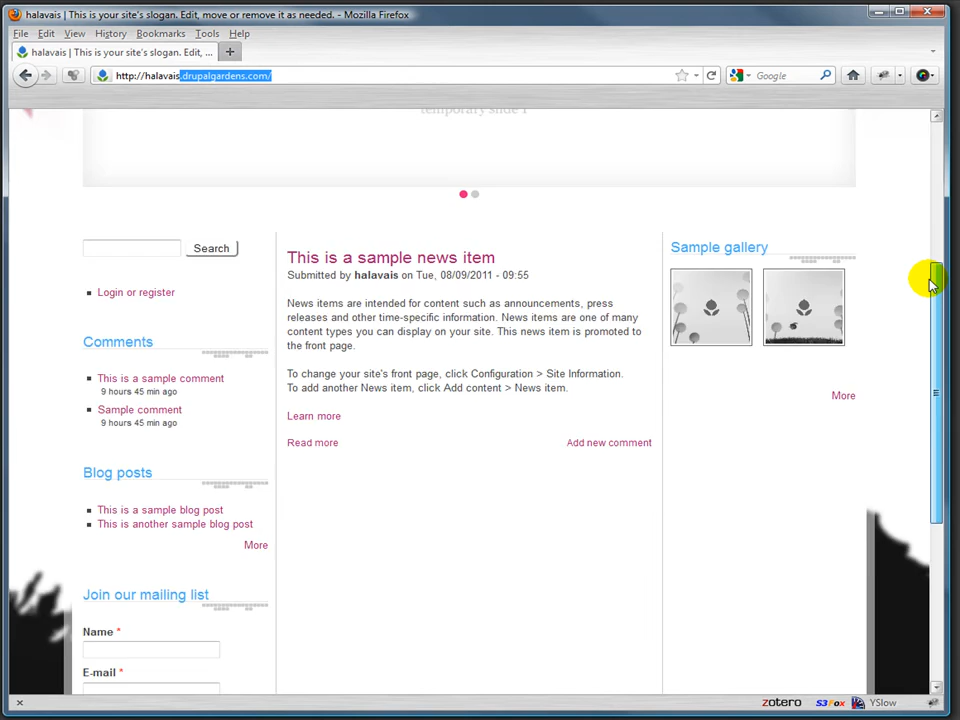 halavais | This is your site's slogan. Edit, move or remove it as needed. - Mozilla Firefox
File Edit View History Bookmarks Tools Help
halavais | This is your site's slogan. Edit, ...
http://halavais.drupalgardens.com/
Google
temporary slide 1
Search
Login or register
Comments
This is a sample comment
9 hours 45 min ago
Sample comment
9 hours 45 min ago
Blog posts
This is a sample blog post
This is another sample blog post
More
Join our mailing list
Name *
E-mail *
This is a sample news item
Submitted by halavais on Tue, 08/09/2011 - 09:55
News items are intended for content such as announcements, press
releases and other time-specific information. News items are one of many
content types you can display on your site. This news item is promoted to
the front page.
To change your site's front page, click Configuration > Site Information.
To add another News item, click Add content > News item.
Learn more
Read more Add new comment
Sample gallery
More
zotero S3Fox YSlow